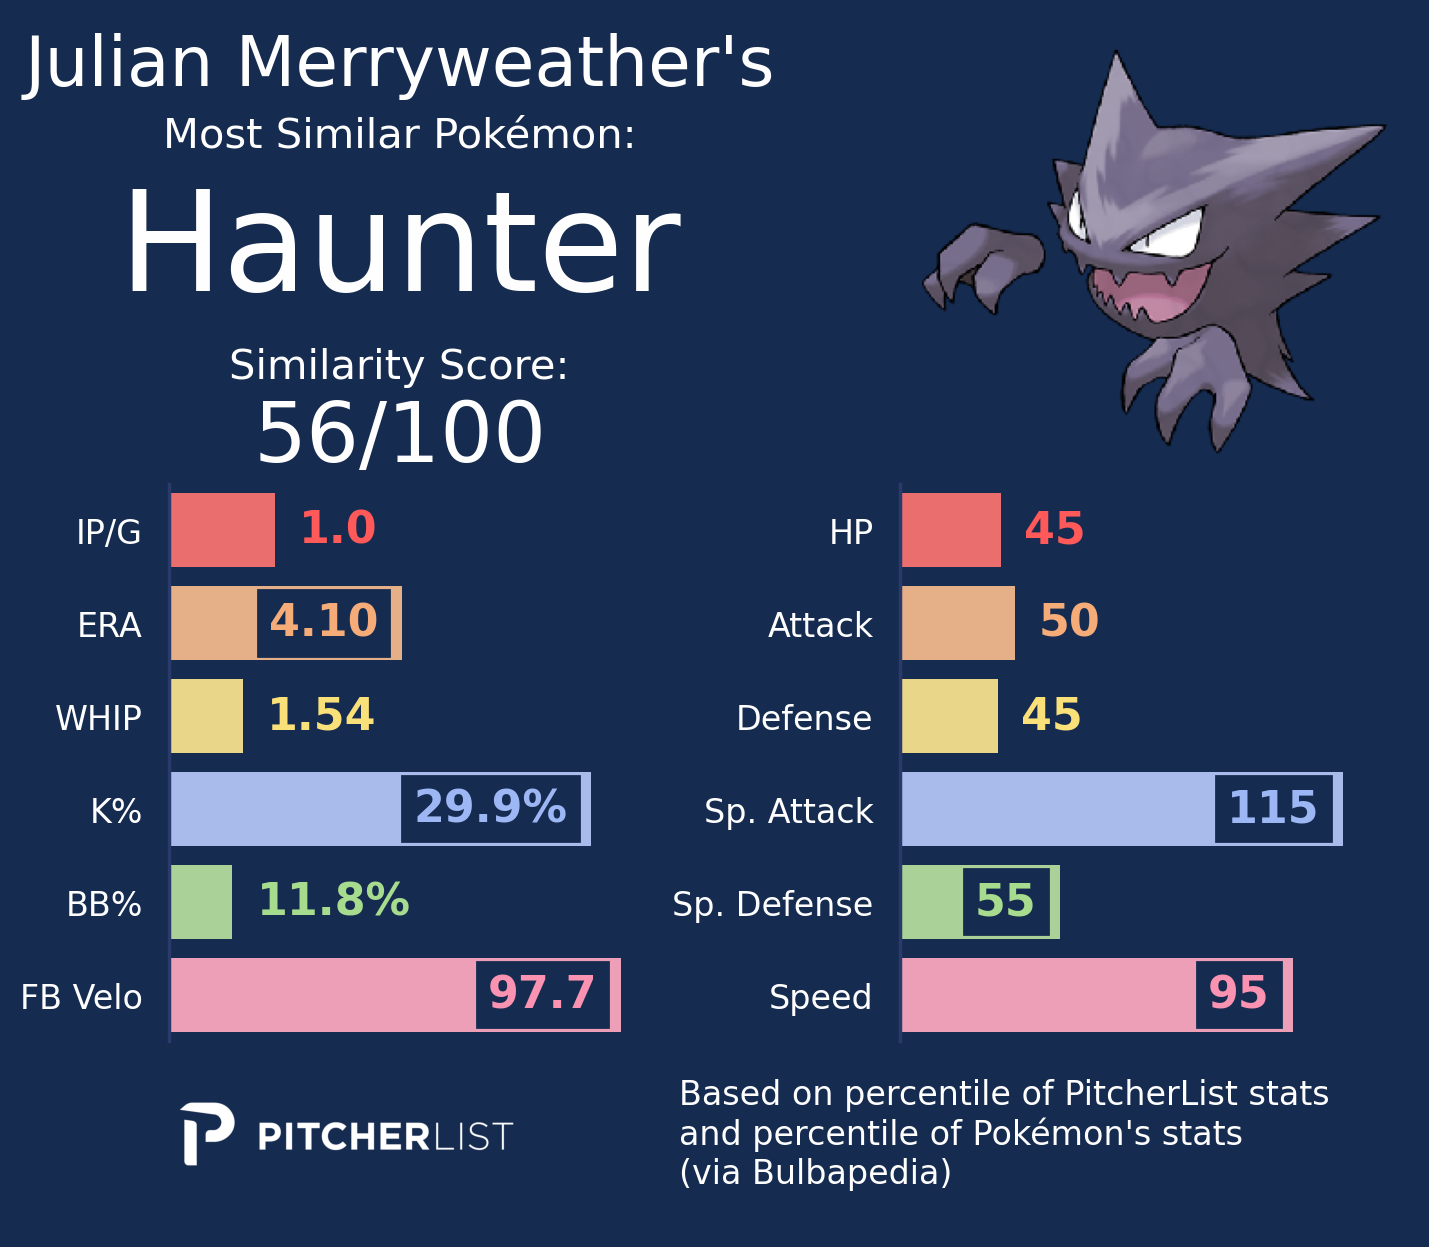 Julian Merryweather's
Most Similar Pokémon:
Haunter
Similarity Score:
56/100
IP/G 1.0
ERA 4.10
WHIP 1.54
K% 29.9%
BB% 11.8%
FB Velo 97.7
HP 45
Attack 50
Defense 45
Sp. Attack 115
Sp. Defense 55
Speed 95
PITCHERLIST
Based on percentile of PitcherList stats
and percentile of Pokémon's stats
(via Bulbapedia)